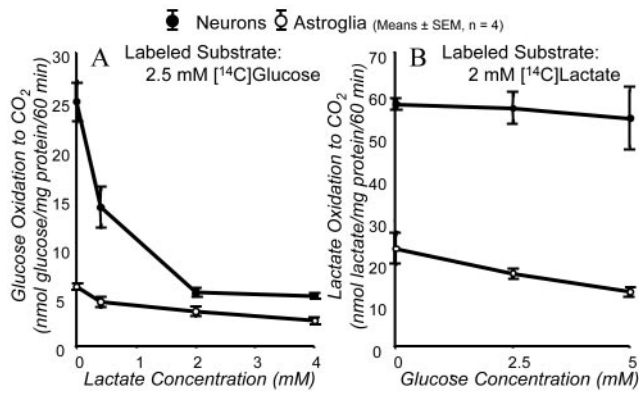 Neurons Astroglia (Means ± SEM, n = 4)
A
Labeled Substrate:
2.5 mM [¹⁴C]Glucose
Glucose Oxidation to CO₂
(nmol glucose/mg protein/60 min)
30
25
20
15
10
5
0
0 1 2 3 4
Lactate Concentration (mM)
B
Labeled Substrate:
2 mM [¹⁴C]Lactate
Lactate Oxidation to CO₂
(nmol lactate/mg protein/60 min)
70
60
50
40
30
20
10
0
0 2.5 5
Glucose Concentration (mM)